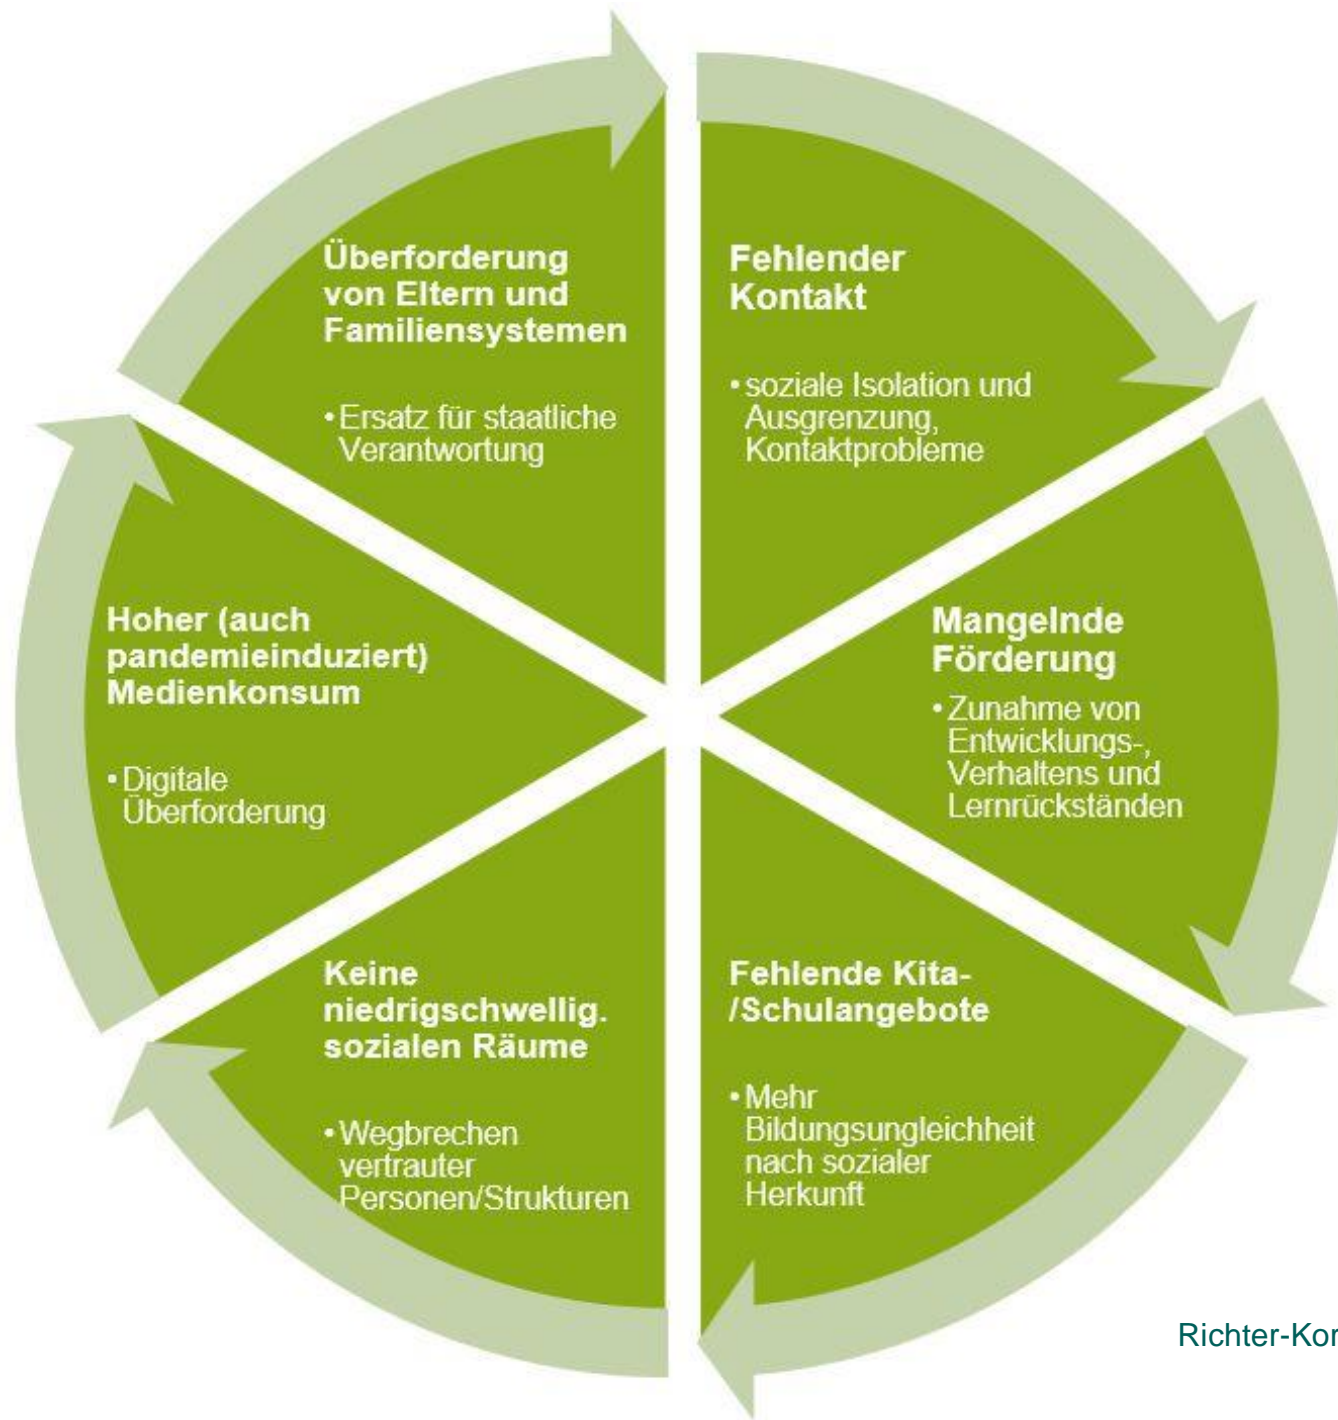 Überforderung
von Eltern und
Familiensystemen
• Ersatz für staatliche
Verantwortung
Fehlender
Kontakt
• soziale Isolation und
Ausgrenzung,
Kontaktprobleme
Mangelnde
Förderung
• Zunahme von
Entwicklungs-,
Verhaltens und
Lernrückständen
Fehlende Kita-
/Schulangebote
• Mehr
Bildungsungleichheit
nach sozialer
Herkunft
Keine
niedrigschwellig.
sozialen Räume
• Wegbrechen
vertrauter
Personen/Strukturen
Hoher (auch
pandemieinduziert)
Medienkonsum
• Digitale
Überforderung